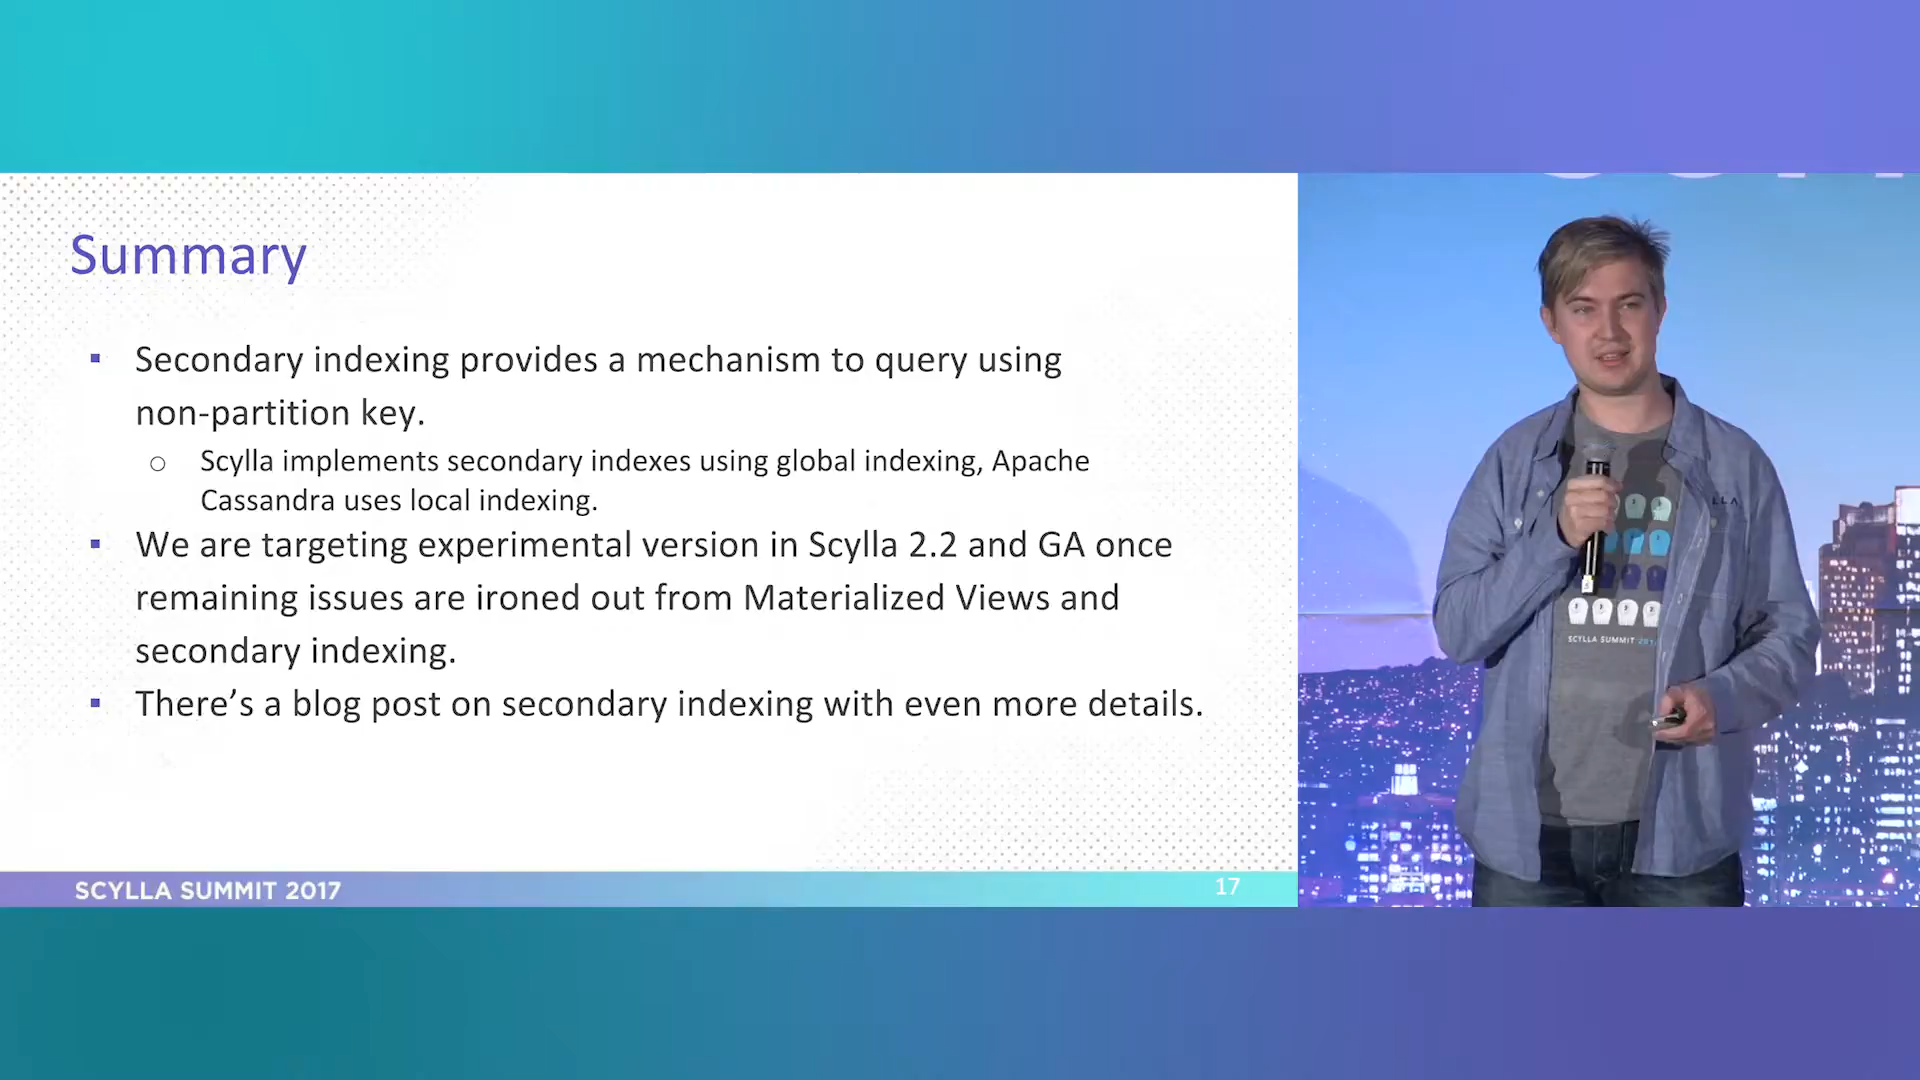 Summary
▪ Secondary indexing provides a mechanism to query using
non-partition key.
○ Scylla implements secondary indexes using global indexing, Apache
Cassandra uses local indexing.
▪ We are targeting experimental version in Scylla 2.2 and GA once
remaining issues are ironed out from Materialized Views and
secondary indexing.
▪ There’s a blog post on secondary indexing with even more details.
SCYLLA SUMMIT 2017
17
LLA
SCYLLA SUMMIT